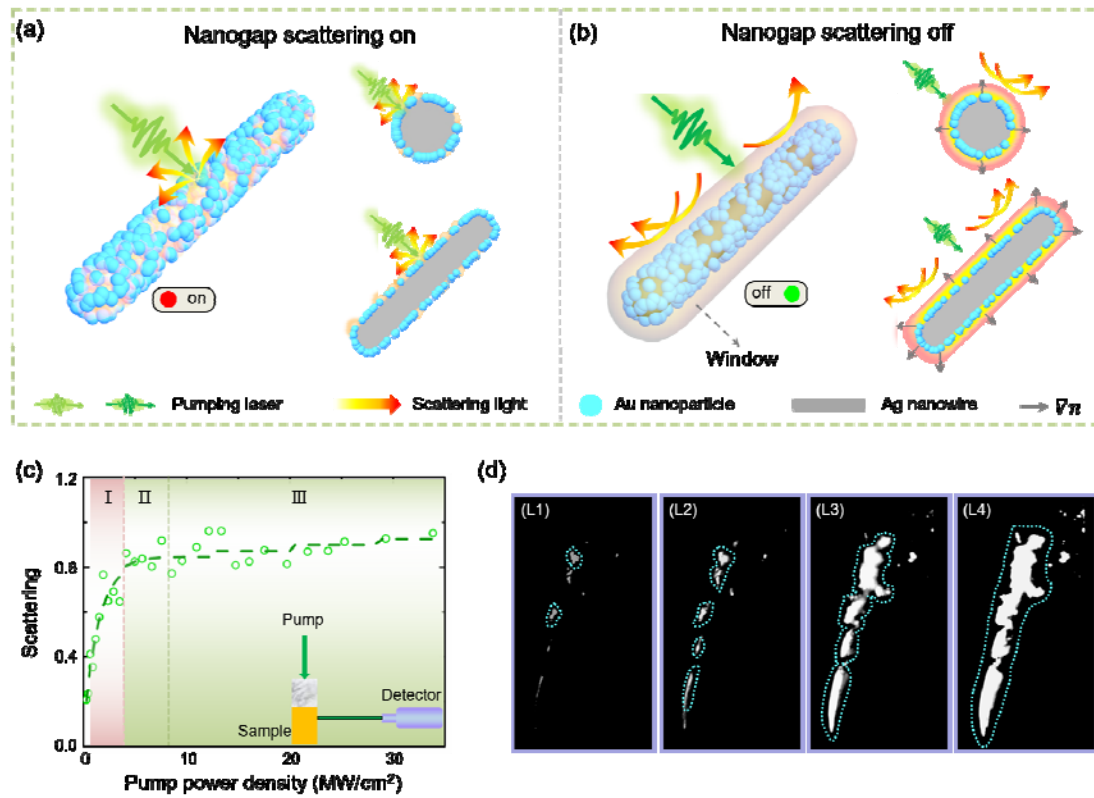 (a)
Nanogap scattering on
on
(b)
Nanogap scattering off
off
Window
Pumping laser
Scattering light
Au nanoparticle
Ag nanowire
∇n
(c)
Scattering
1.2
0.8
0.4
0.0
I
II
III
Pump
Sample
Detector
0
10
20
30
Pump power density (MW/cm²)
(d)
(L1)
(L2)
(L3)
(L4)